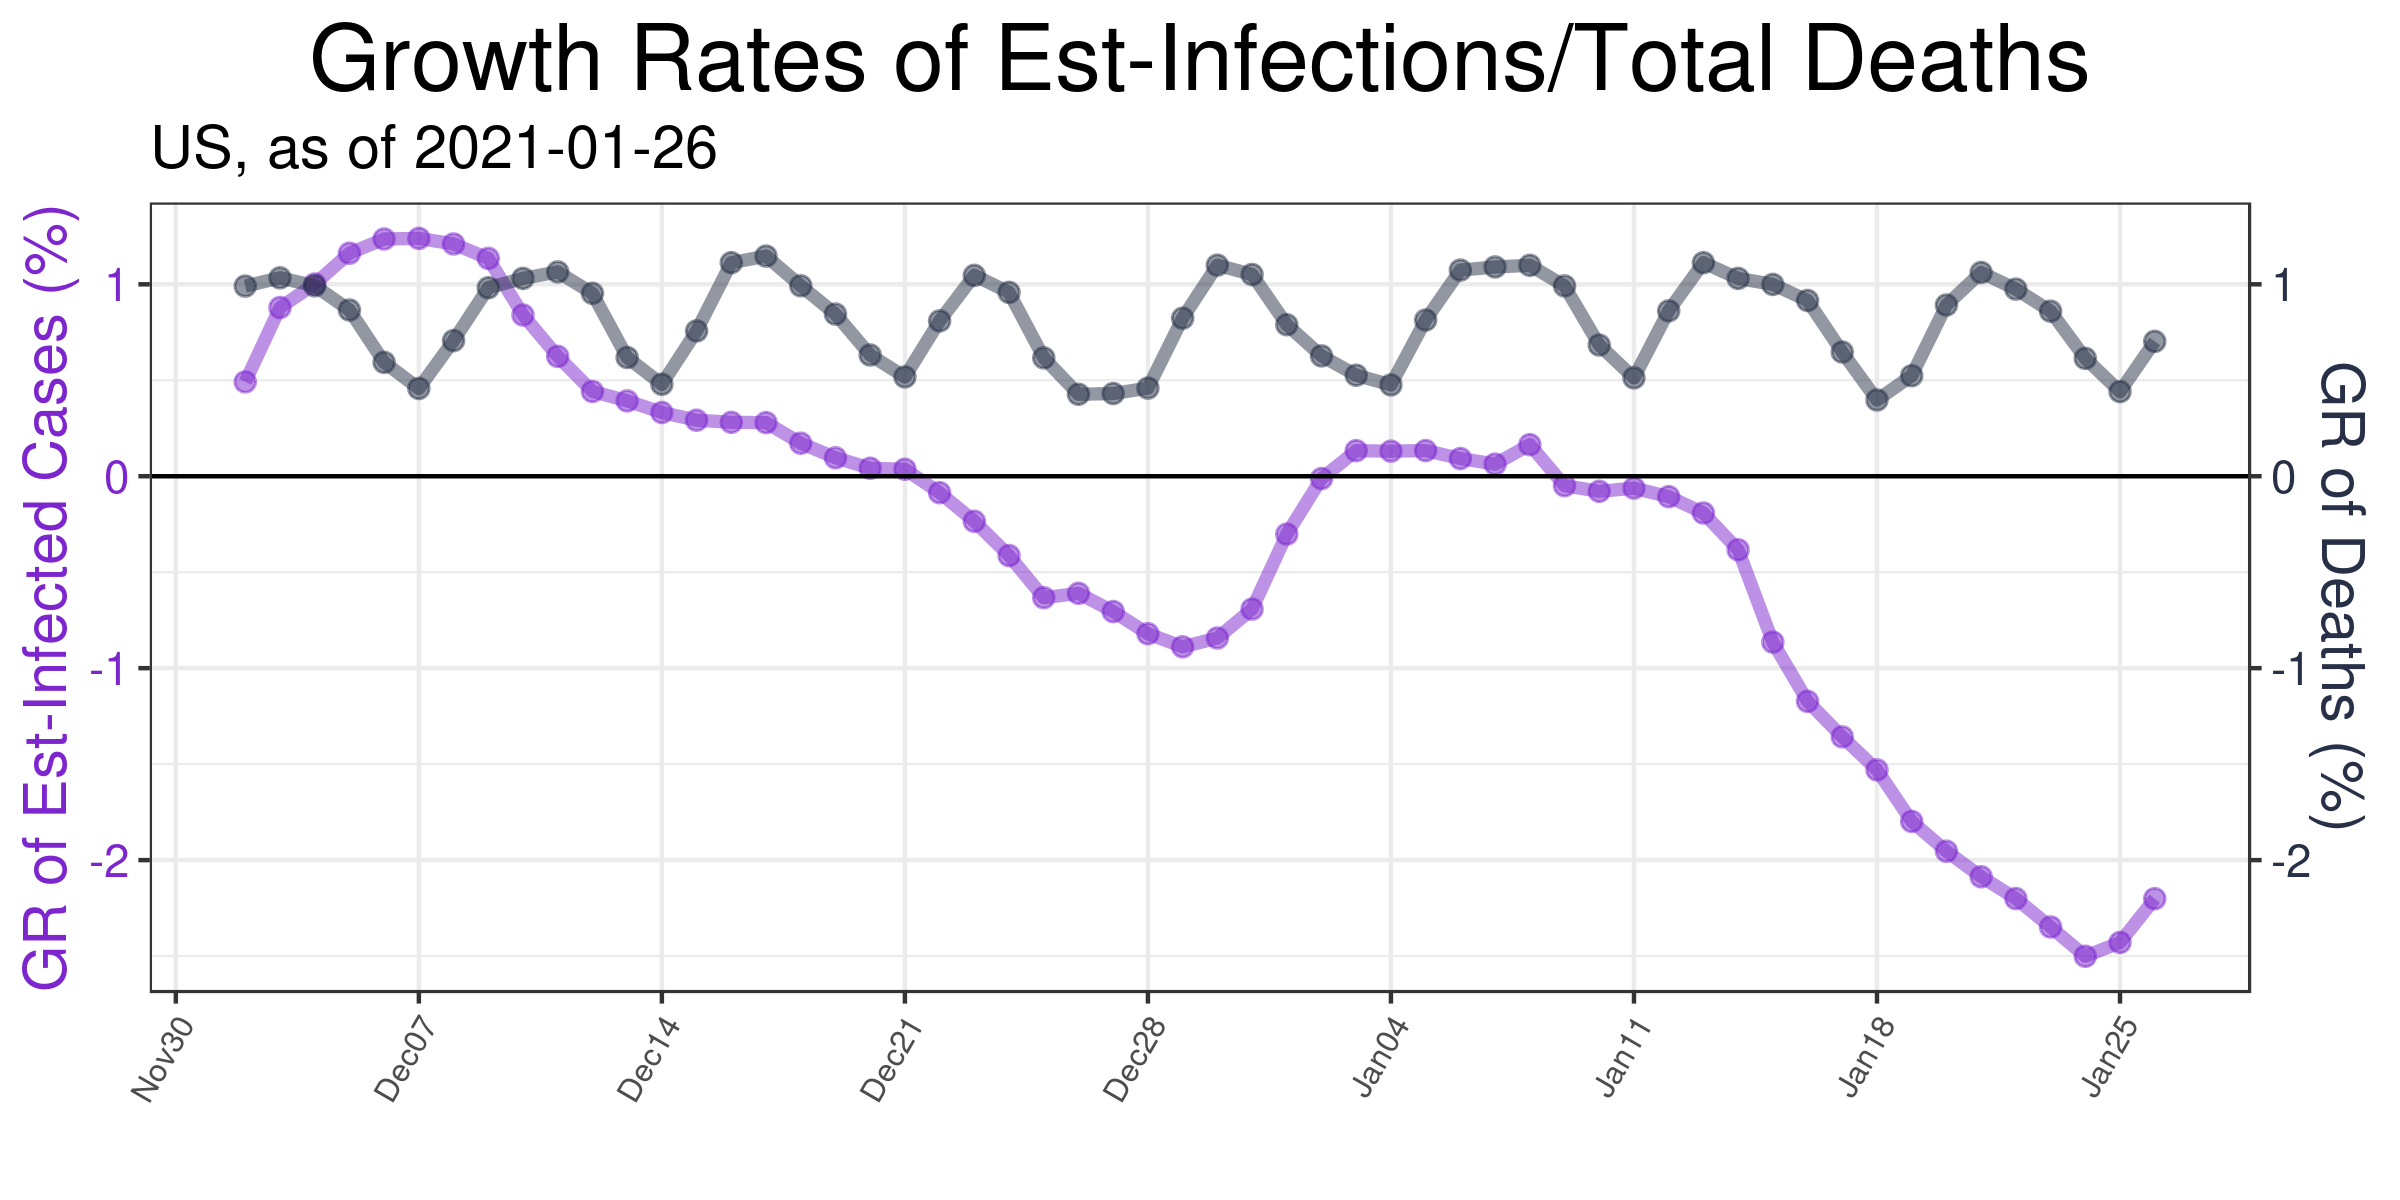 Growth Rates of Est-Infections/Total Deaths
US, as of 2021-01-26
GR of Est-Infected Cases (%)
1
0
-1
-2
1
0
-1
-2
GR of Deaths (%)
Nov30
Dec07
Dec14
Dec21
Dec28
Jan04
Jan11
Jan18
Jan25